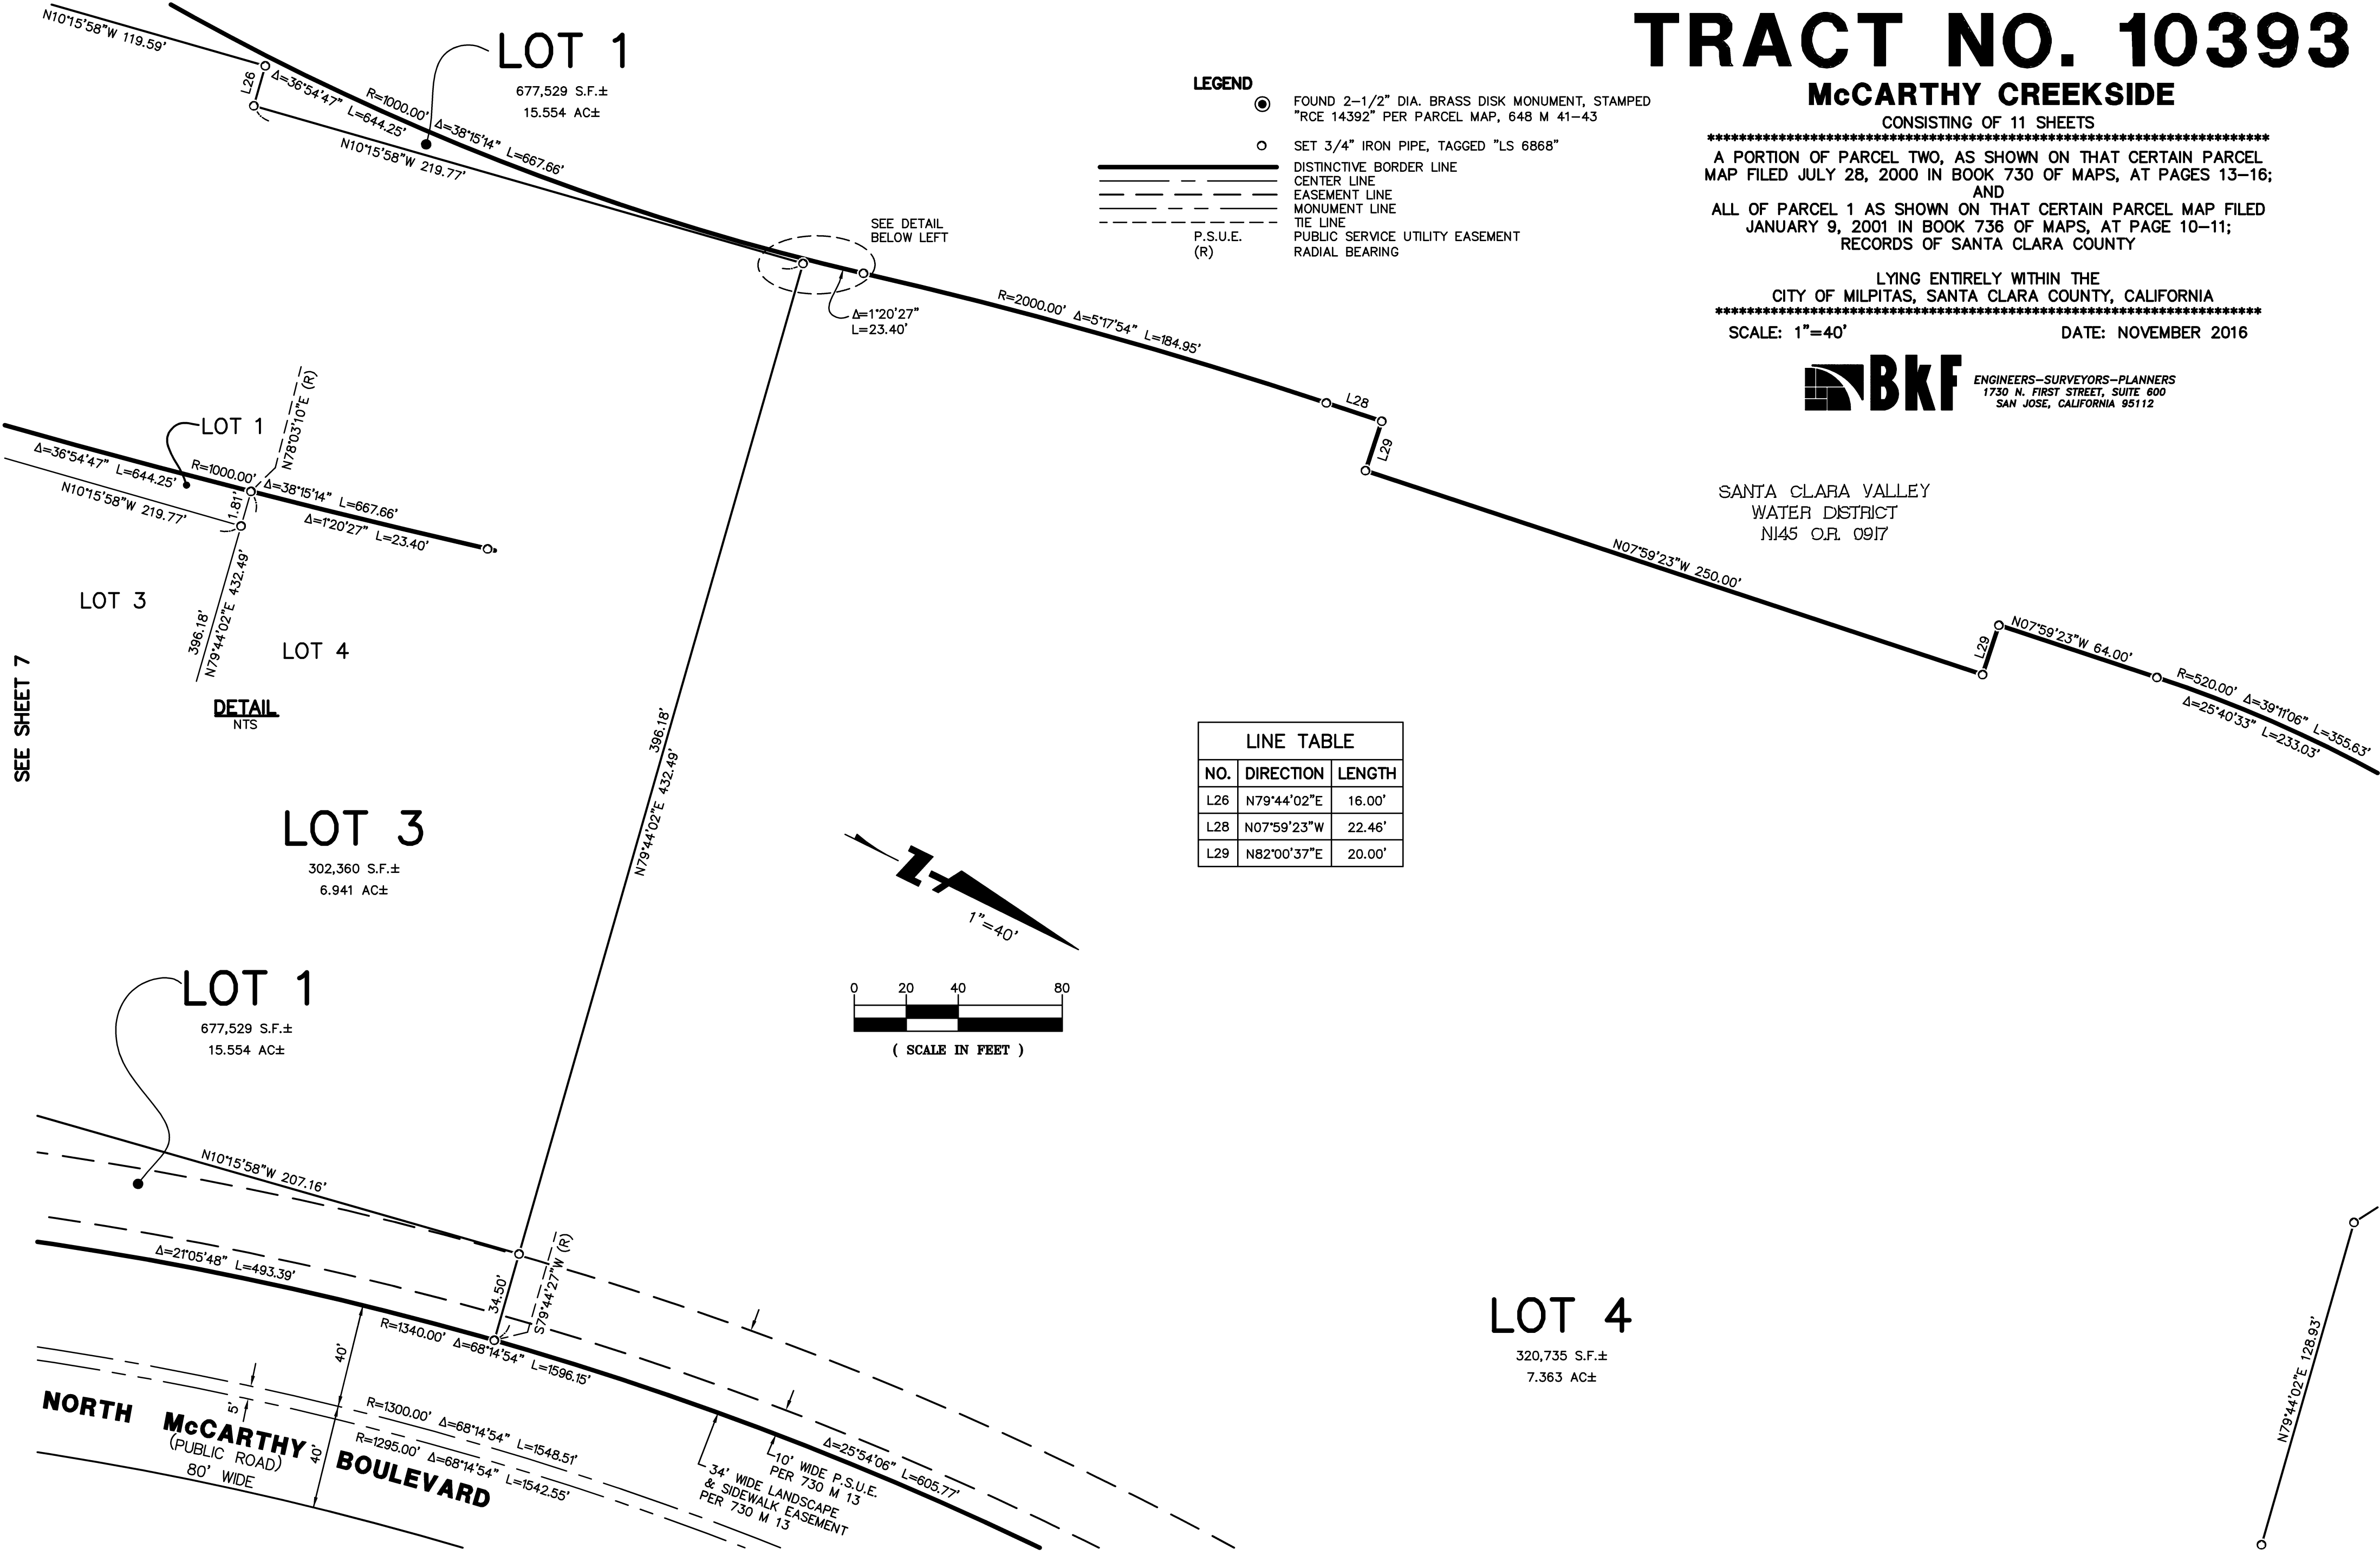 TRACT NO. 10393
McCARTHY CREEKSIDE
CONSISTING OF 11 SHEETS
A PORTION OF PARCEL TWO, AS SHOWN ON THAT CERTAIN PARCEL
MAP FILED JULY 28, 2000 IN BOOK 730 OF MAPS, AT PAGES 13-16;
AND
ALL OF PARCEL 1 AS SHOWN ON THAT CERTAIN PARCEL MAP FILED
JANUARY 9, 2001 IN BOOK 736 OF MAPS, AT PAGE 10-11;
RECORDS OF SANTA CLARA COUNTY
LYING ENTIRELY WITHIN THE
CITY OF MILPITAS, SANTA CLARA COUNTY, CALIFORNIA
SCALE: 1"=40' DATE: NOVEMBER 2016
BKF
ENGINEERS-SURVEYORS-PLANNERS
1730 N. FIRST STREET, SUITE 600
SAN JOSE, CALIFORNIA 95112
LEGEND
FOUND 2-1/2" DIA. BRASS DISK MONUMENT, STAMPED
"RCE 14392" PER PARCEL MAP, 648 M 41-43
SET 3/4" IRON PIPE, TAGGED "LS 6868"
DISTINCTIVE BORDER LINE
CENTER LINE
EASEMENT LINE
MONUMENT LINE
TIE LINE
P.S.U.E. PUBLIC SERVICE UTILITY EASEMENT
(R) RADIAL BEARING
N10°15'58"W 119.59'
L26
LOT 1
677,529 S.F.±
15.554 AC±
Δ=36°54'47" L=644.25'
R=1000.00' Δ=38°15'14" L=667.66'
N10°15'58"W 219.77'
SEE DETAIL
BELOW LEFT
Δ=1°20'27"
L=23.40'
R=2000.00' Δ=5°17'54" L=184.95'
L28
L29
SANTA CLARA VALLEY
WATER DISTRICT
N145 O.R. 0917
N07°59'23"W 250.00'
L29
N07°59'23"W 64.00'
R=520.00' Δ=39°11'06" L=355.63'
Δ=25°40'33" L=233.03'
LOT 1
N78°03'10"E (R)
Δ=36°54'47" L=644.25'
R=1000.00' Δ=38°15'14" L=667.66'
N10°15'58"W 219.77'
1.81'
Δ=1°20'27" L=23.40'
LOT 3
396.18'
N79°44'02"E 432.49'
LOT 4
DETAIL
NTS
SEE SHEET 7
396.18'
N79°44'02"E 432.49'
LINE TABLE
NO. DIRECTION LENGTH
L26 N79°44'02"E 16.00'
L28 N07°59'23"W 22.46'
L29 N82°00'37"E 20.00'
LOT 3
302,360 S.F.±
6.941 AC±
Z
1"=40'
0 20 40 80
( SCALE IN FEET )
LOT 1
677,529 S.F.±
15.554 AC±
N10°15'58"W 207.16'
Δ=21°05'48" L=493.39'
34.50'
S79°44'27"W (R)
R=1340.00' Δ=68°14'54" L=1596.15'
40'
5'
40'
NORTH McCARTHY BOULEVARD
(PUBLIC ROAD)
80' WIDE
R=1300.00' Δ=68°14'54" L=1548.51'
R=1295.00' Δ=68°14'54" L=1542.55'
34' WIDE LANDSCAPE
& SIDEWALK EASEMENT
PER 730 M 13
10' WIDE P.S.U.E.
PER 730 M 13
Δ=25°54'06" L=605.77'
LOT 4
320,735 S.F.±
7.363 AC±
N79°44'02"E 128.93'